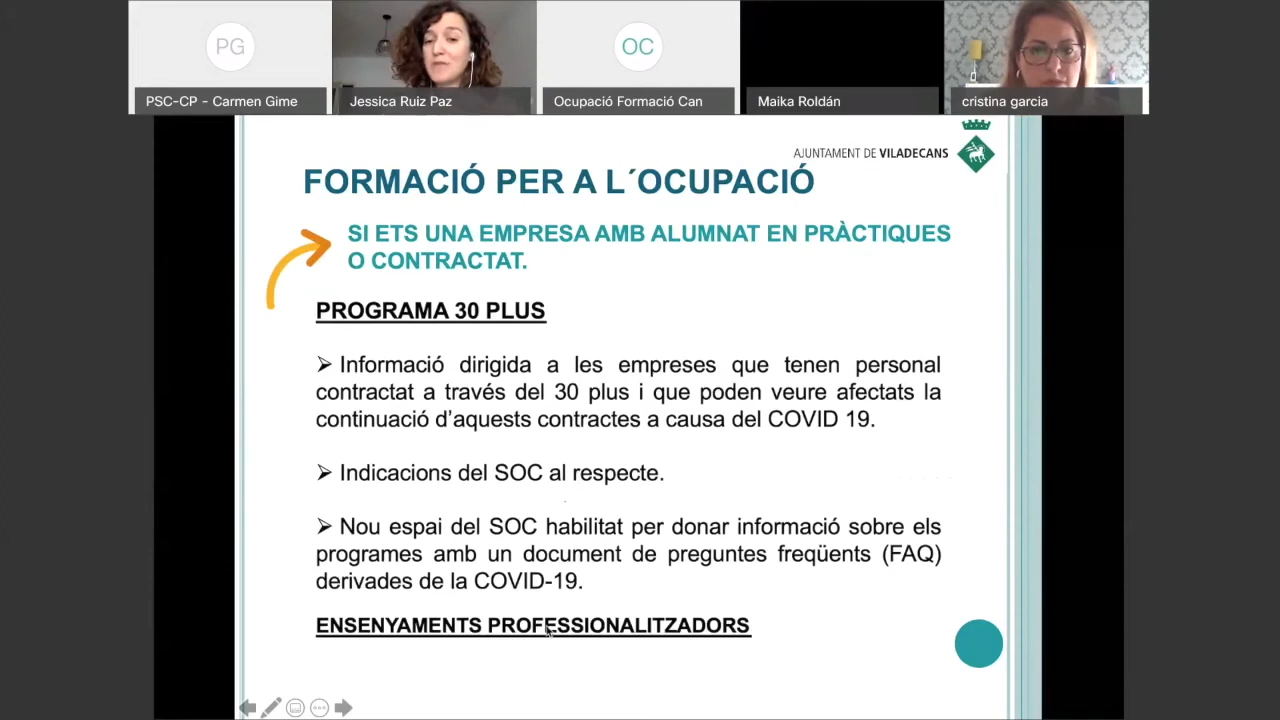 PG
OC
PSC-CP - Carmen Gime
Jessica Ruiz Paz
Ocupació Formació Can
Maika Roldán
cristina garcia
AJUNTAMENT DE VILADECANS
FORMACIÓ PER A L´OCUPACIÓ
SI ETS UNA EMPRESA AMB ALUMNAT EN PRÀCTIQUES
O CONTRACTAT.
PROGRAMA 30 PLUS
➢ Informació dirigida a les empreses que tenen personal
contractat a través del 30 plus i que poden veure afectats la
continuació d’aquests contractes a causa del COVID 19.
➢ Indicacions del SOC al respecte.
➢ Nou espai del SOC habilitat per donar informació sobre els
programes amb un document de preguntes freqüents (FAQ)
derivades de la COVID-19.
ENSENYAMENTS PROFESSIONALITZADORS